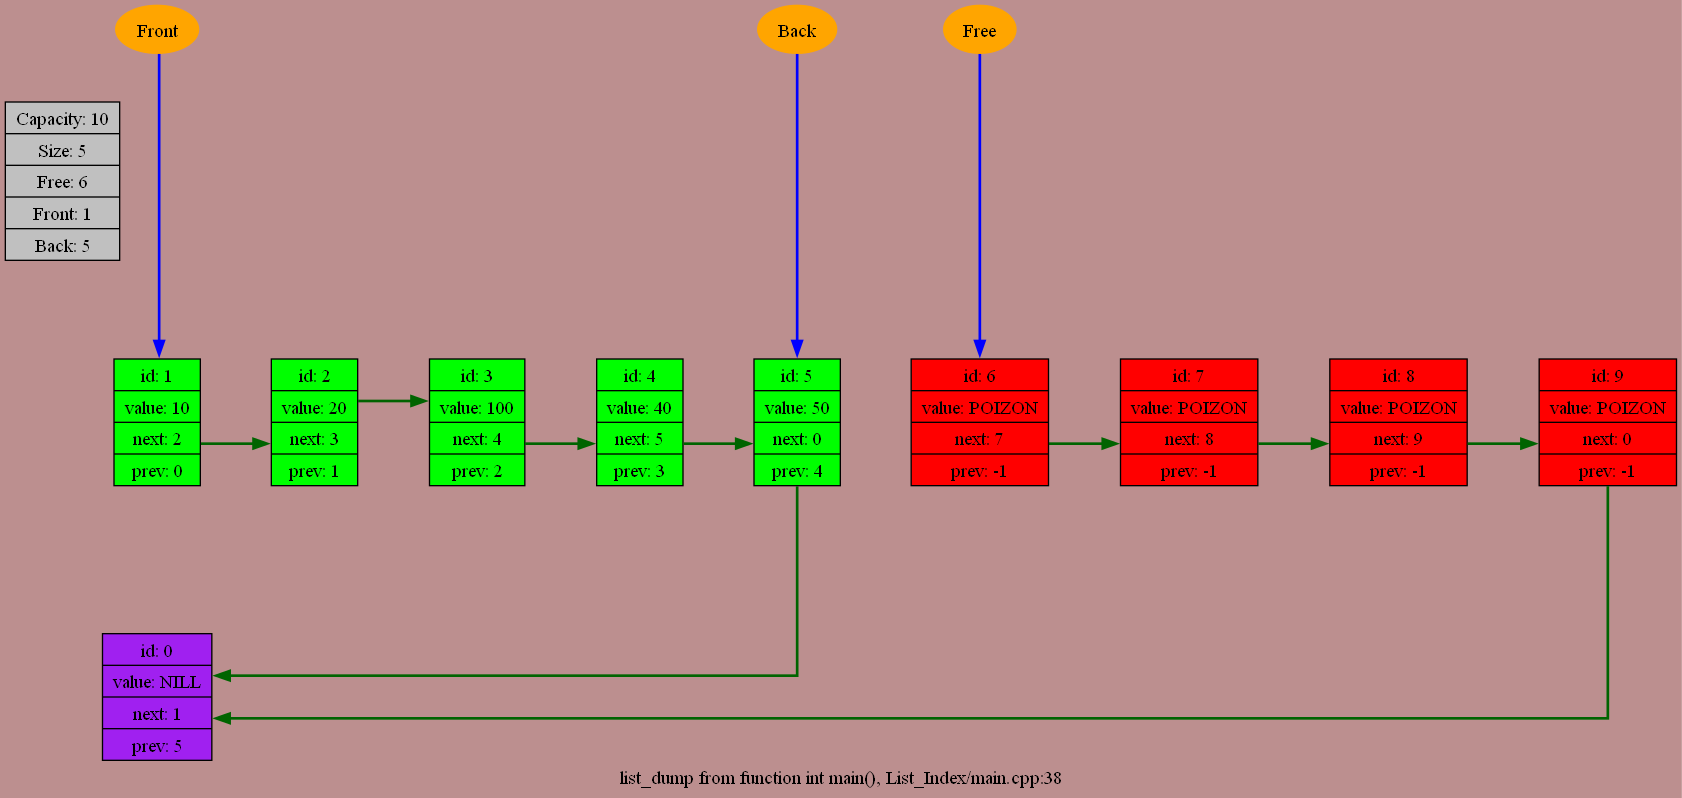 Front
Back
Free
Capacity: 10
Size: 5
Free: 6
Front: 1
Back: 5
id: 1
value: 10
next: 2
prev: 0
id: 2
value: 20
next: 3
prev: 1
id: 3
value: 100
next: 4
prev: 2
id: 4
value: 40
next: 5
prev: 3
id: 5
value: 50
next: 0
prev: 4
id: 6
value: POIZON
next: 7
prev: -1
id: 7
value: POIZON
next: 8
prev: -1
id: 8
value: POIZON
next: 9
prev: -1
id: 9
value: POIZON
next: 0
prev: -1
id: 0
value: NILL
next: 1
prev: 5
list_dump from function int main(), List_Index/main.cpp:38